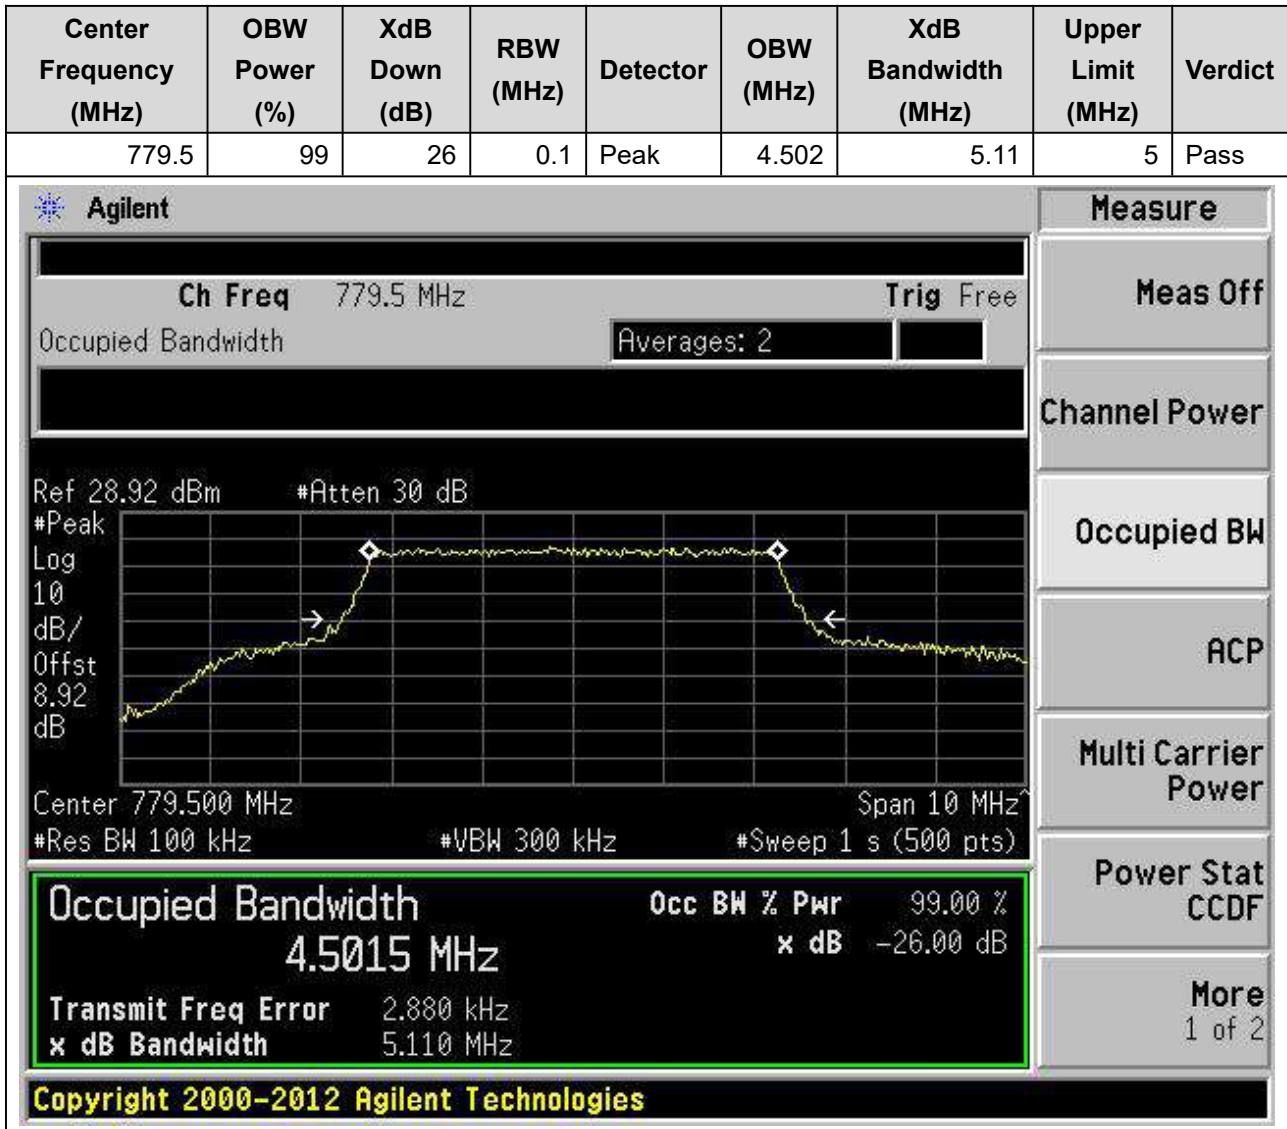 Center Frequency (MHz) OBW Power (%) XdB Down (dB) RBW (MHz) Detector OBW (MHz) XdB Bandwidth (MHz) Upper Limit (MHz) Verdict
779.5 99 26 0.1 Peak 4.502 5.11 5 Pass
Agilent
Measure
Ch Freq 779.5 MHz Trig Free
Meas Off
Occupied Bandwidth Averages: 2
Channel Power
Ref 28.92 dBm #Atten 30 dB
#Peak
Log
10
dB/
Offst
8.92
dB
Occupied BW
ACP
Multi Carrier
Power
Center 779.500 MHz Span 10 MHz^
#Res BW 100 kHz #VBW 300 kHz #Sweep 1 s (500 pts)
Power Stat
CCDF
Occupied Bandwidth Occ BW % Pwr 99.00 %
4.5015 MHz x dB -26.00 dB
Transmit Freq Error 2.880 kHz
x dB Bandwidth 5.110 MHz
More
1 of 2
Copyright 2000-2012 Agilent Technologies